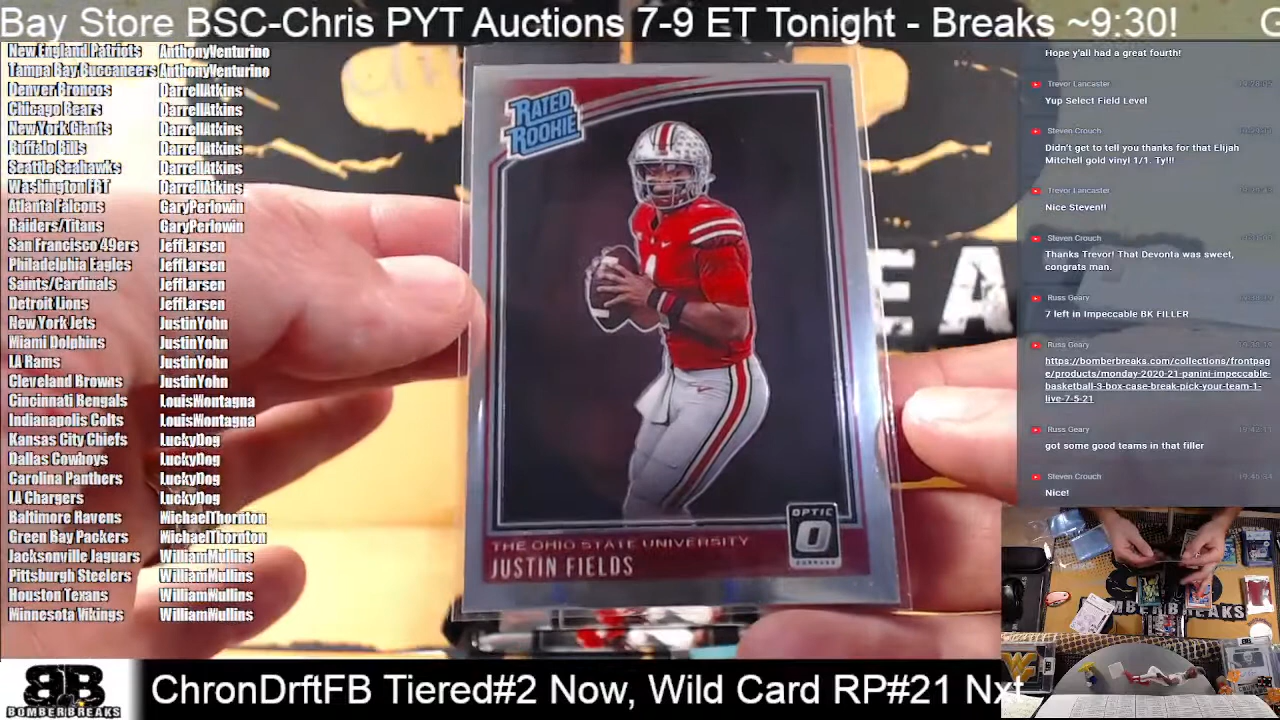 Bay Store BSC-Chris PYT Auctions 7-9 ET Tonight - Breaks ~9:30!
New England Patriots AnthonyVenturino
Tampa Bay Buccaneers AnthonyVenturino
Denver Broncos DarrellAtkins
Chicago Bears DarrellAtkins
New York Giants DarrellAtkins
Buffalo Bills DarrellAtkins
Seattle Seahawks DarrellAtkins
Washington FBT DarrellAtkins
Atlanta Falcons GaryPerlowin
Raiders/Titans GaryPerlowin
San Francisco 49ers JeffLarsen
Philadelphia Eagles JeffLarsen
Saints/Cardinals JeffLarsen
Detroit Lions JeffLarsen
New York Jets JustinYohn
Miami Dolphins JustinYohn
LA Rams JustinYohn
Cleveland Browns JustinYohn
Cincinnati Bengals LouisMontagna
Indianapolis Colts LouisMontagna
Kansas City Chiefs LuckyDog
Dallas Cowboys LuckyDog
Carolina Panthers LuckyDog
LA Chargers LuckyDog
Baltimore Ravens MichaelThornton
Green Bay Packers MichaelThornton
Jacksonville Jaguars WilliamMullins
Pittsburgh Steelers WilliamMullins
Houston Texans WilliamMullins
Minnesota Vikings WilliamMullins
RATED
ROOKIE
OPTIC
THE OHIO STATE UNIVERSITY
JUSTIN FIELDS
Hope y'all had a great fourth!
Trevor Lancaster
Yup Select Field Level
Steven Crouch
Didn't get to tell you thanks for that Elijah
Mitchell gold vinyl 1/1. Ty!!!
Trevor Lancaster
Nice Steven!!
Steven Crouch
Thanks Trevor! That Devonta was sweet,
congrats man.
Russ Geary
7 left in Impeccable BK FILLER
Russ Geary
https://bomberbreaks.com/collections/frontpag
e/products/monday-2020-21-panini-impeccable-
basketball-3-box-case-break-pick-your-team-1-
live-7-5-21
Russ Geary 19:42:11
got some good teams in that filler
Steven Crouch 19:45:34
Nice!
BOMBERBREAKS
BB
BOMBERBREAKS
ChronDrftFB Tiered#2 Now, Wild Card RP#21 Nxt